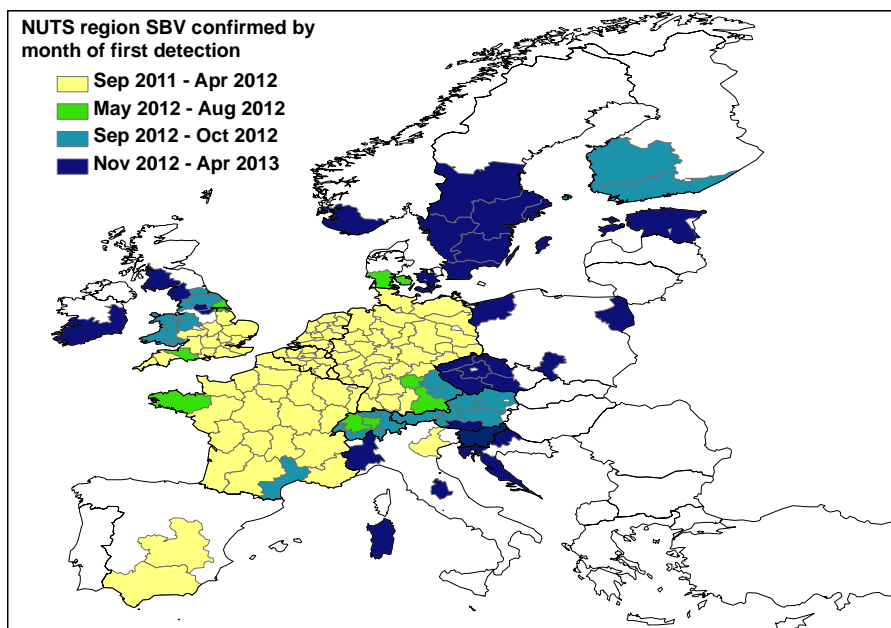 NUTS region SBV confirmed by
month of first detection
Sep 2011 - Apr 2012
May 2012 - Aug 2012
Sep 2012 - Oct 2012
Nov 2012 - Apr 2013